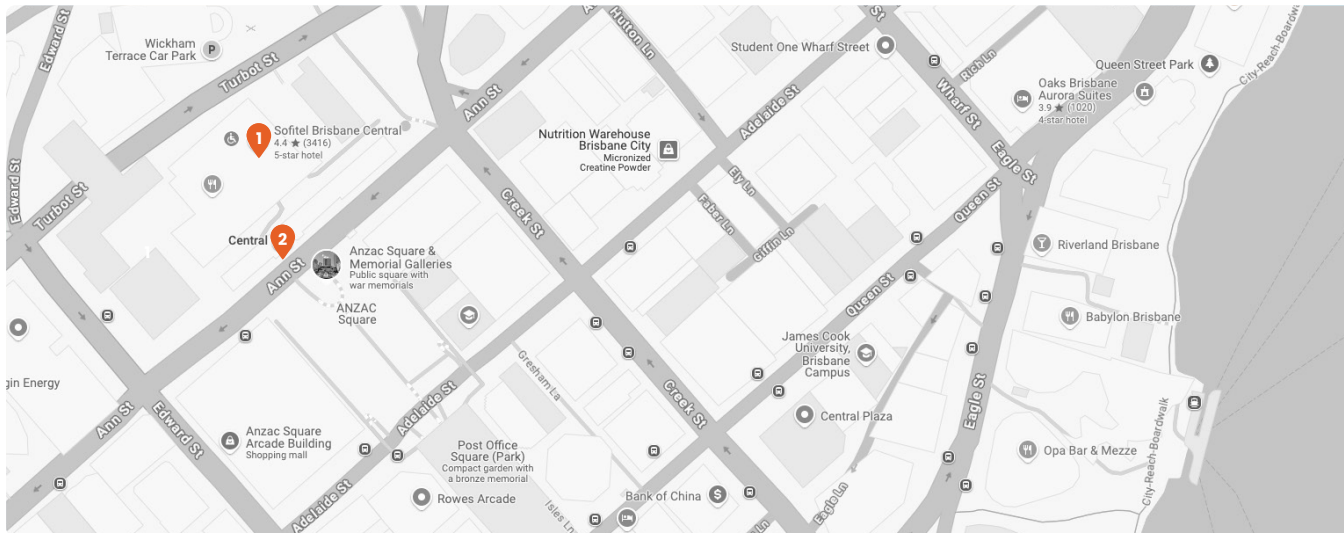 Edward St
Wickham
Terrace Car Park
P
Turbot St
Hutton Ln
Ann St
Student One Wharf Street
Rich Ln
Wharf St
Queen Street Park
City-Reach-Boardwalk
Oaks Brisbane
Aurora Suites
3.9 ★ (1020)
4-star hotel
Sofitel Brisbane Central
4.4 ★ (3416)
5-star hotel
1
Nutrition Warehouse
Brisbane City
Micronized
Creatine Powder
Adelaide St
Eagle St
Edward St
Turbot St
Creek St
Ely Ln
Faber Ln
Giffin Ln
Queen St
Central
2
Ann St
Anzac Square &
Memorial Galleries
Public square with
war memorials
ANZAC
Square
Riverland Brisbane
Queen St
Babylon Brisbane
James Cook
University,
Brisbane
Campus
gin Energy
Gresham La
Creek St
Eagle St
Ann St
Edward St
Adelaide St
Central Plaza
Anzac Square
Arcade Building
Shopping mall
Post Office
Square (Park)
Compact garden with
a bronze memorial
Opa Bar & Mezze
City-Reach-Boardwalk
Adelaide St
Rowes Arcade
Isles Ln
Bank of China
$
Eagle Ln
Ln